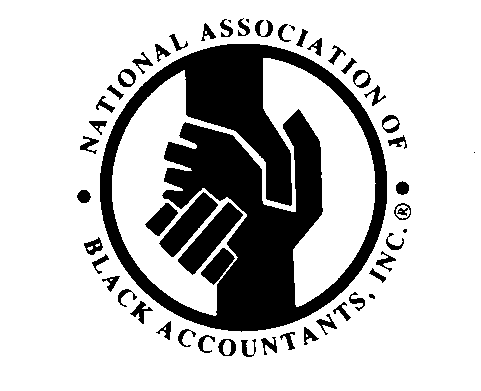 NATIONAL ASSOCIATION OF
BLACK ACCOUNTANTS, INC.®